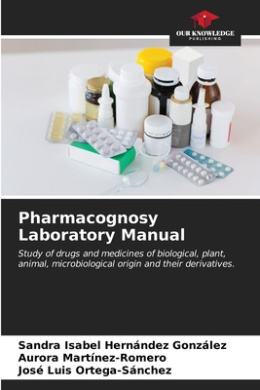 OUR KNOWLEDGE
PUBLISHING
Pharmacognosy
Laboratory Manual
Study of drugs and medicines of biological, plant,
animal, microbiological origin and their derivatives.
Sandra Isabel Hernández González
Aurora Martínez-Romero
José Luis Ortega-Sánchez